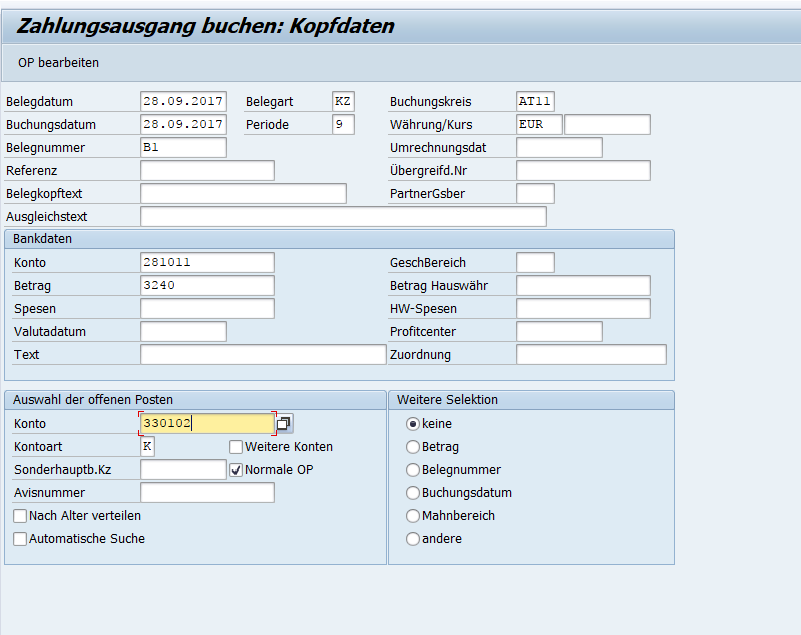 Zahlungsausgang buchen: Kopfdaten
OP bearbeiten
Belegdatum 28.09.2017 Belegart KZ Buchungskreis AT11
Buchungsdatum 28.09.2017 Periode 9 Währung/Kurs EUR
Belegnummer B1 Umrechnungsdat
Referenz Übergreifd.Nr
Belegkopftext PartnerGsber
Ausgleichstext
Bankdaten
Konto 281011 GeschBereich
Betrag 3240 Betrag Hauswähr
Spesen HW-Spesen
Valutadatum Profitcenter
Text Zuordnung
Auswahl der offenen Posten Weitere Selektion
Konto 330102 keine
Kontoart K Weitere Konten Betrag
Sonderhauptb.Kz Normale OP Belegnummer
Avisnummer Buchungsdatum
Nach Alter verteilen Mahnbereich
Automatische Suche andere